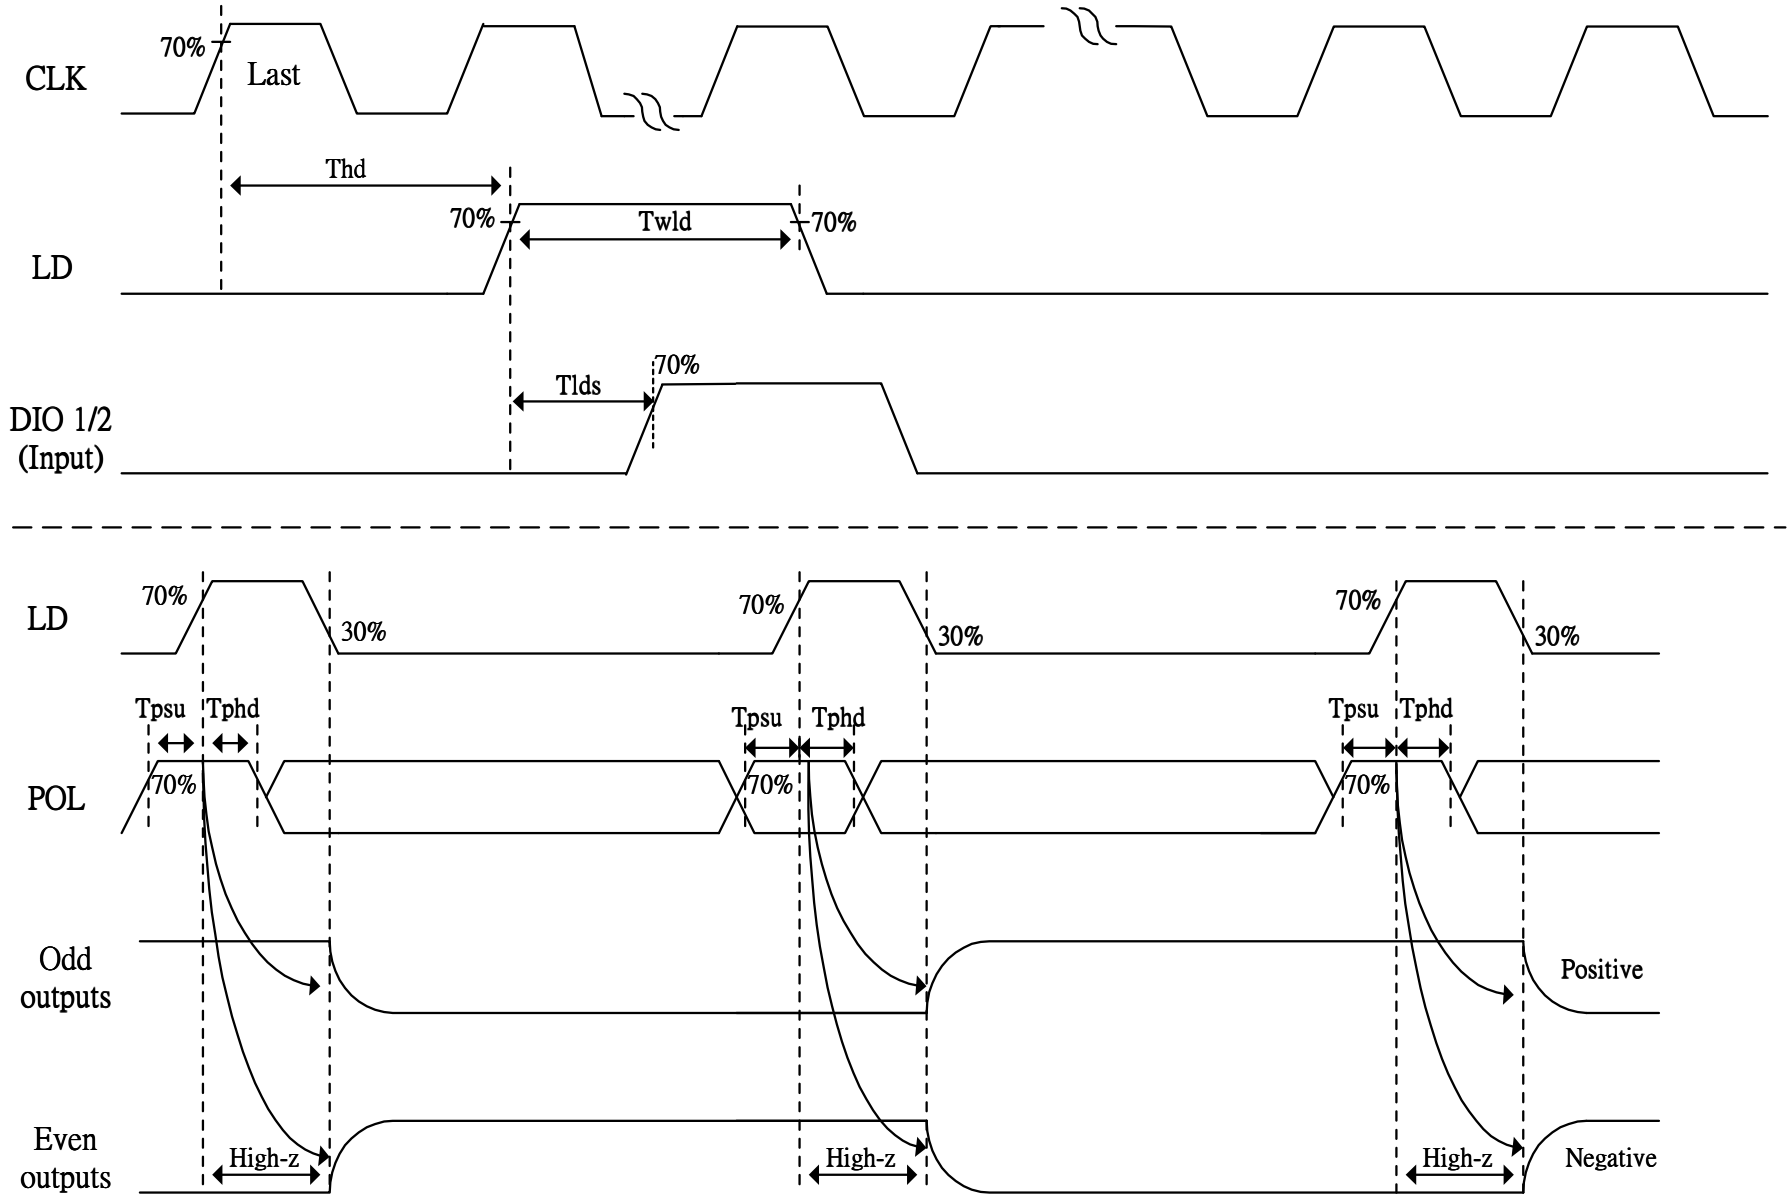 70%
Last
CLK
Thd
70%
Twld
70%
LD
70%
Tlds
DIO 1/2
(Input)
70%
70%
70%
LD
30%
30%
30%
Tpsu
Tphd
Tpsu
Tphd
Tpsu
Tphd
POL
70%
70%
70%
Odd
outputs
Positive
Even
outputs
High-z
High-z
High-z
Negative